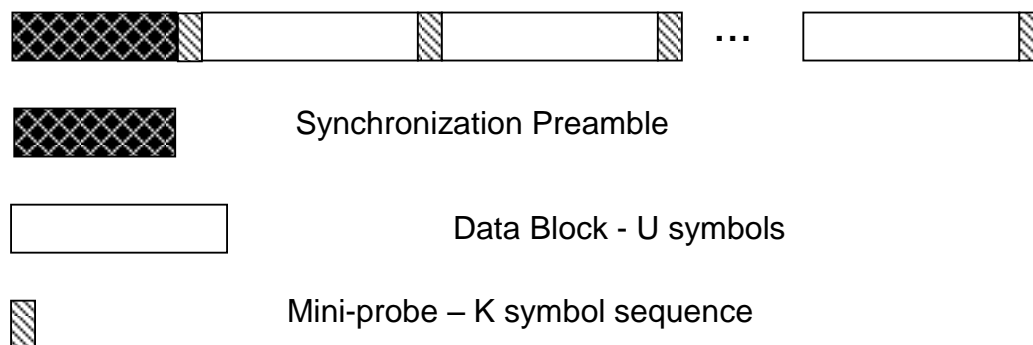 ...
Synchronization Preamble
Data Block - U symbols
Mini-probe – K symbol sequence